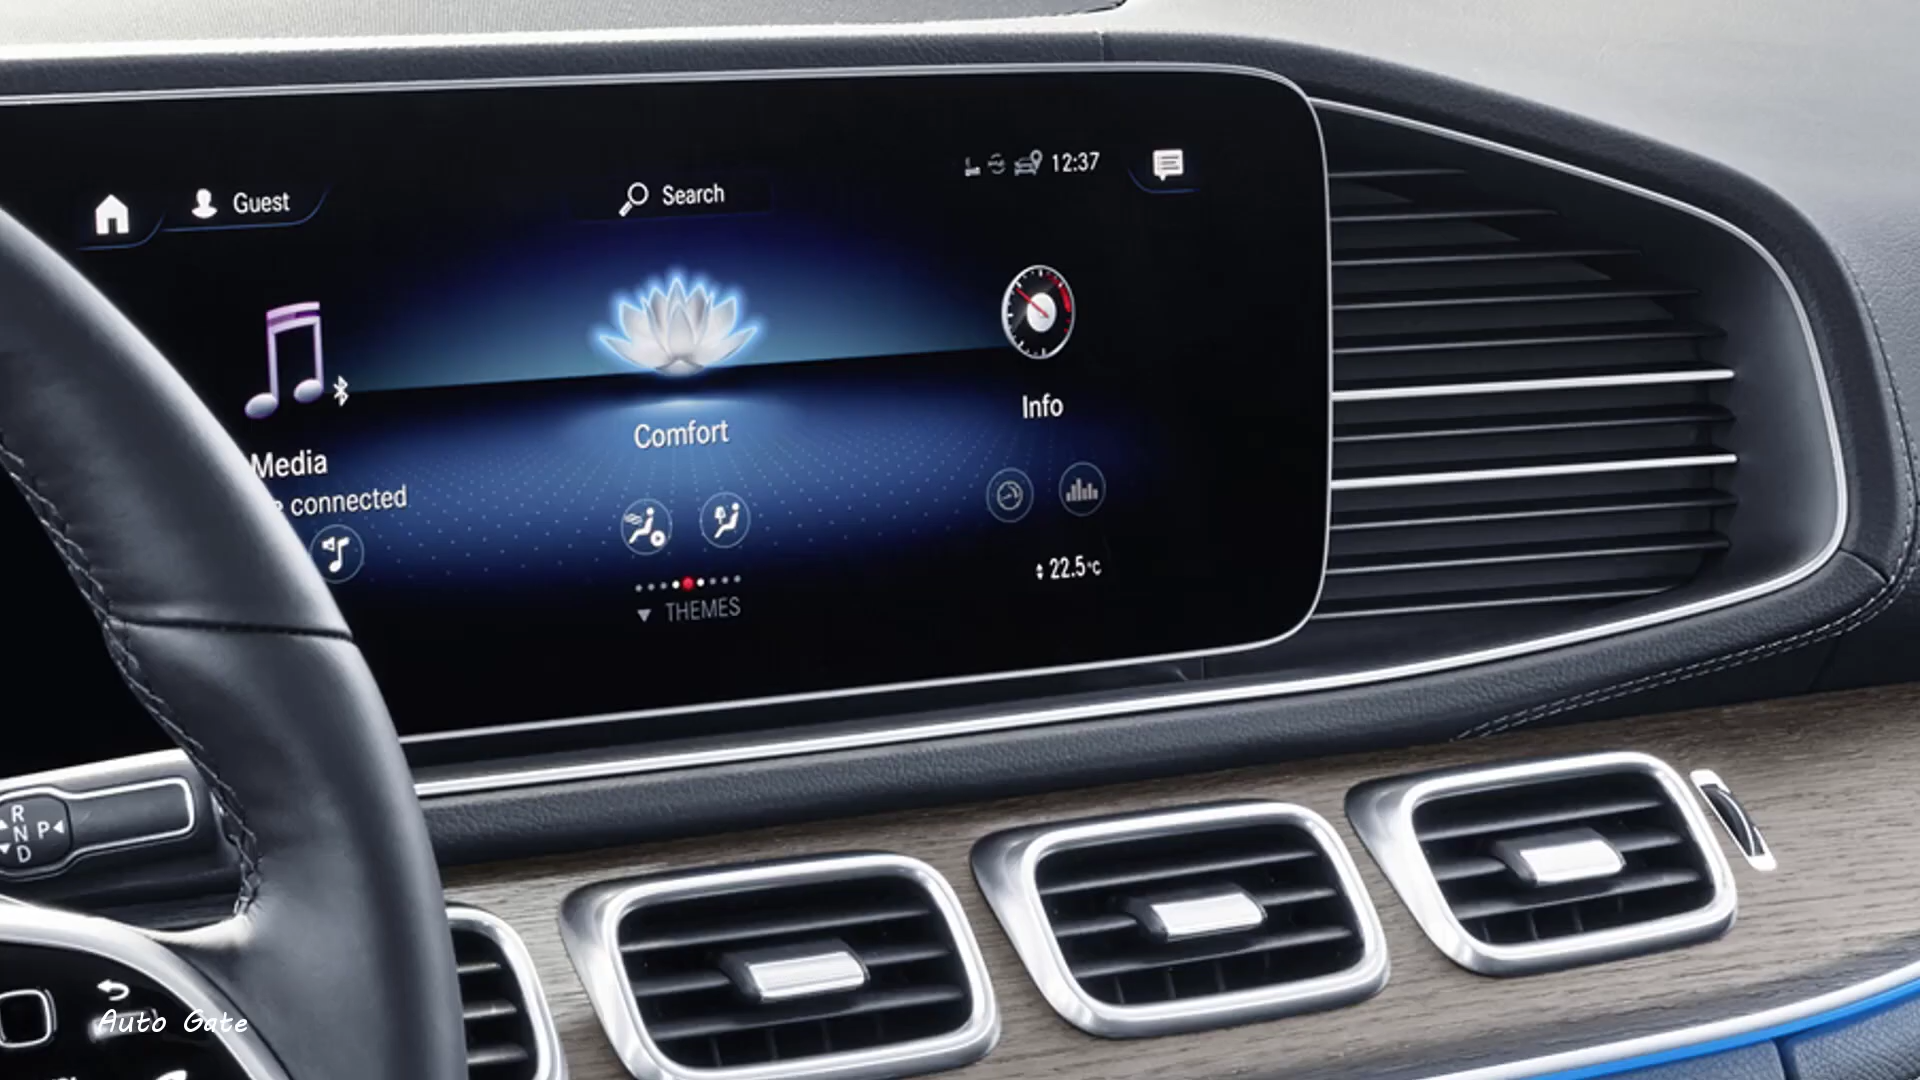 12:37
Guest
Search
Info
Comfort
Media
connected
22.5°C
THEMES
R
N P
D
Auto Gate